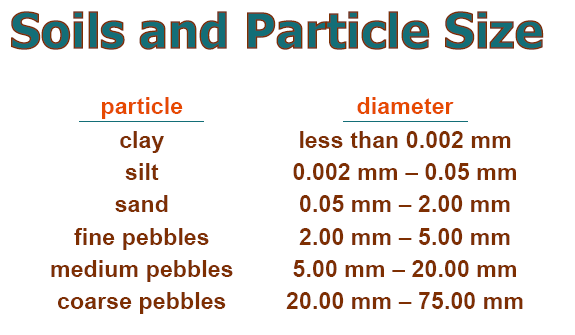 Soils and Particle Size
particle diameter
clay less than 0.002 mm
silt 0.002 mm – 0.05 mm
sand 0.05 mm – 2.00 mm
fine pebbles 2.00 mm – 5.00 mm
medium pebbles 5.00 mm – 20.00 mm
coarse pebbles 20.00 mm – 75.00 mm